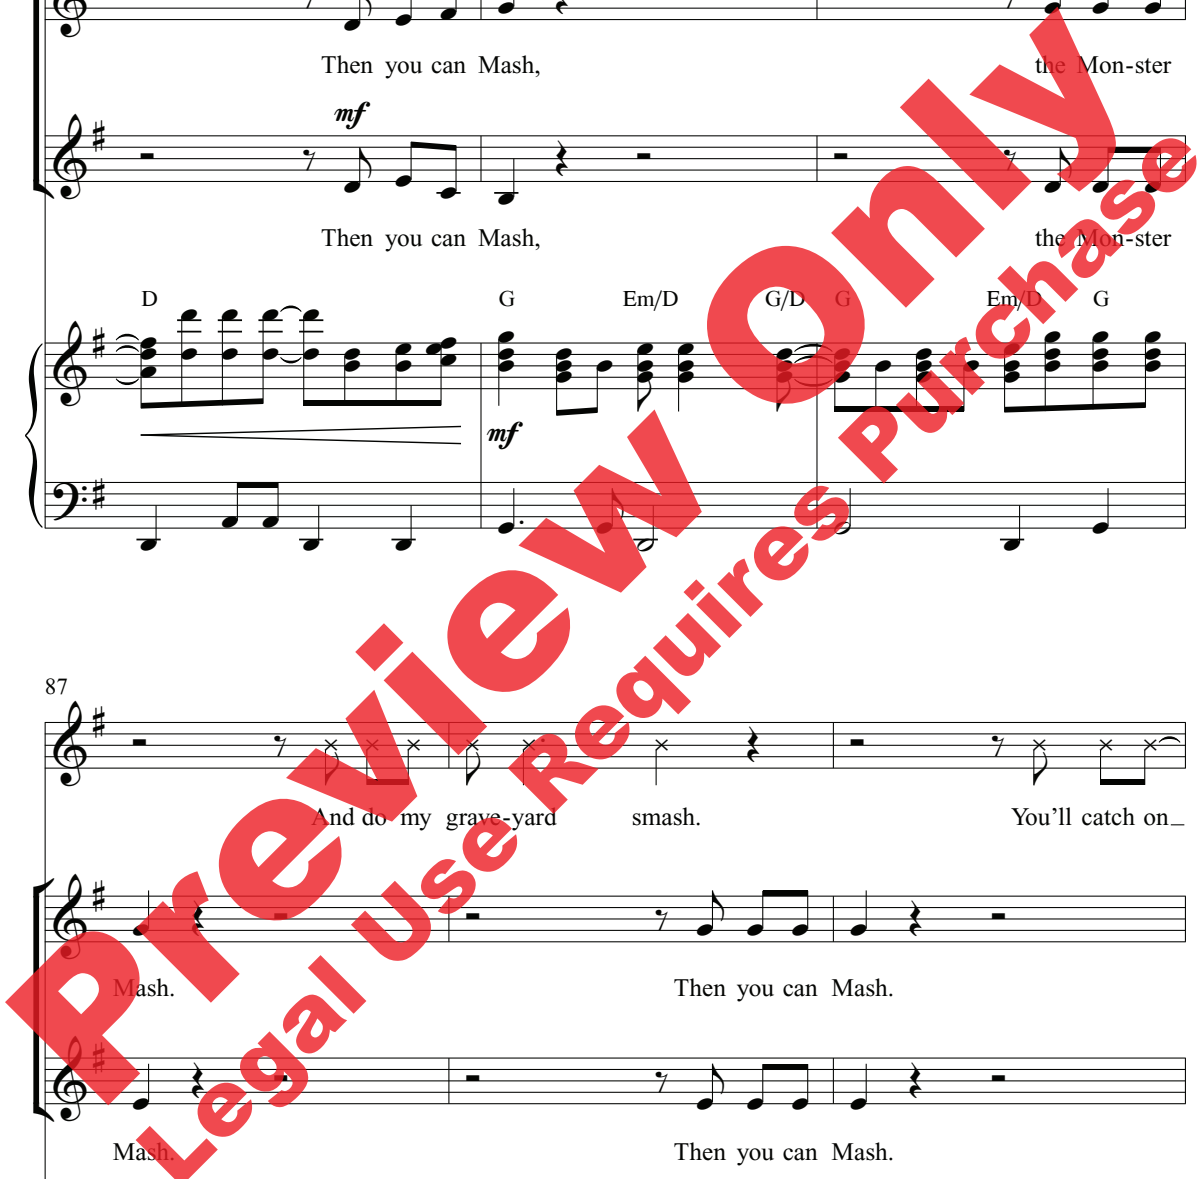 Then you can Mash, the Mon-ster
mf
Then you can Mash, the Mon-ster
D G Em/D G/D G Em/D G
mf
87
And do my grave-yard smash. You'll catch on_
Mash. Then you can Mash.
Mash. Then you can Mash.
Preview Only
Legal Use Requires Purchase